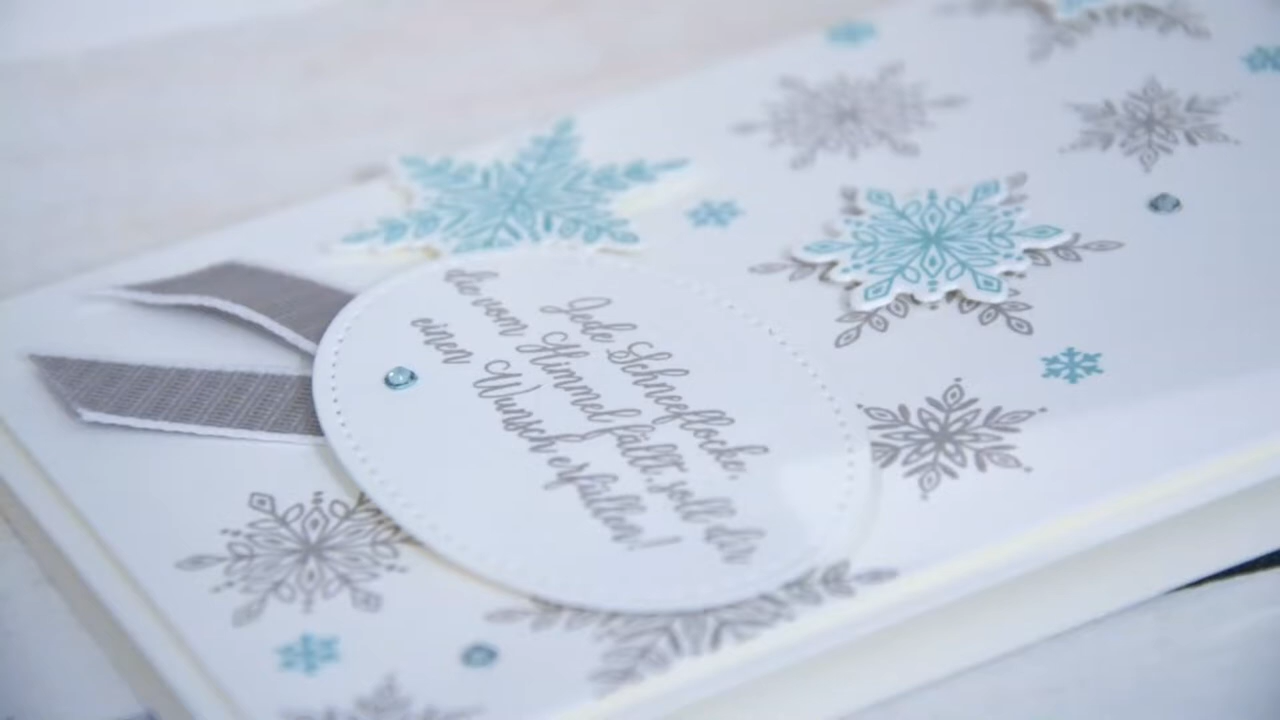 Jede Schneeflocke,
die vom Himmel fällt, soll dir
einen Wunsch erfüllen!